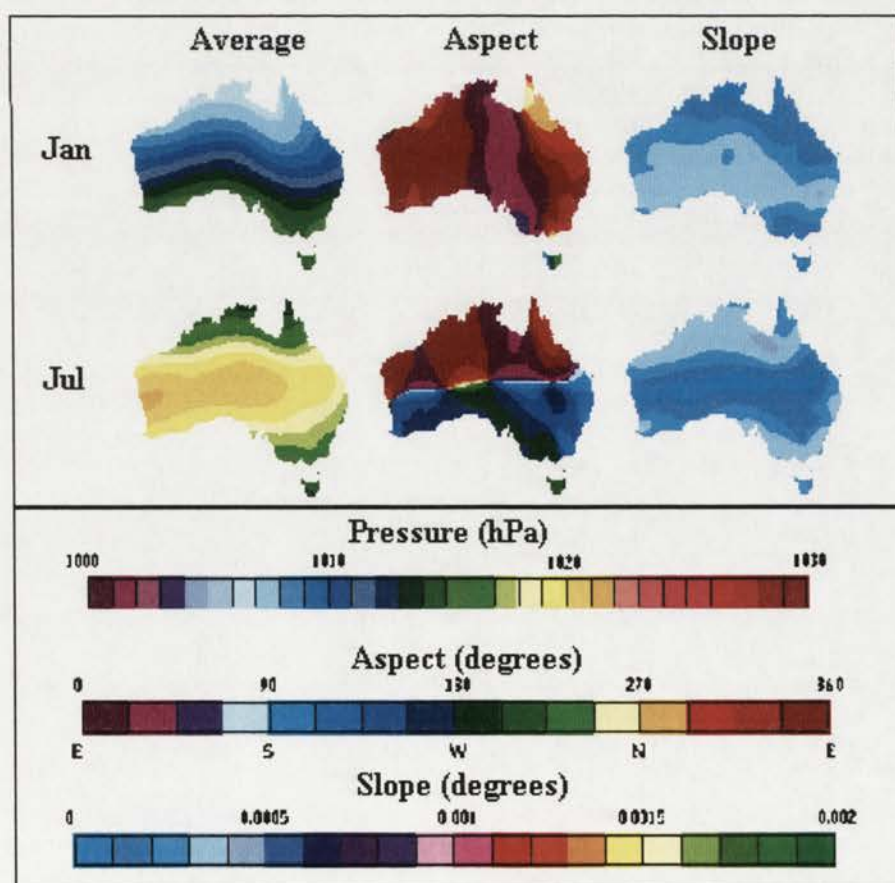 Average Aspect Slope
Jan
Jul
Pressure (hPa)
1000 1010 1020 1030
Aspect (degrees)
0 90 180 270 360
E S W N E
Slope (degrees)
0 0.0005 0.001 0.0015 0.002